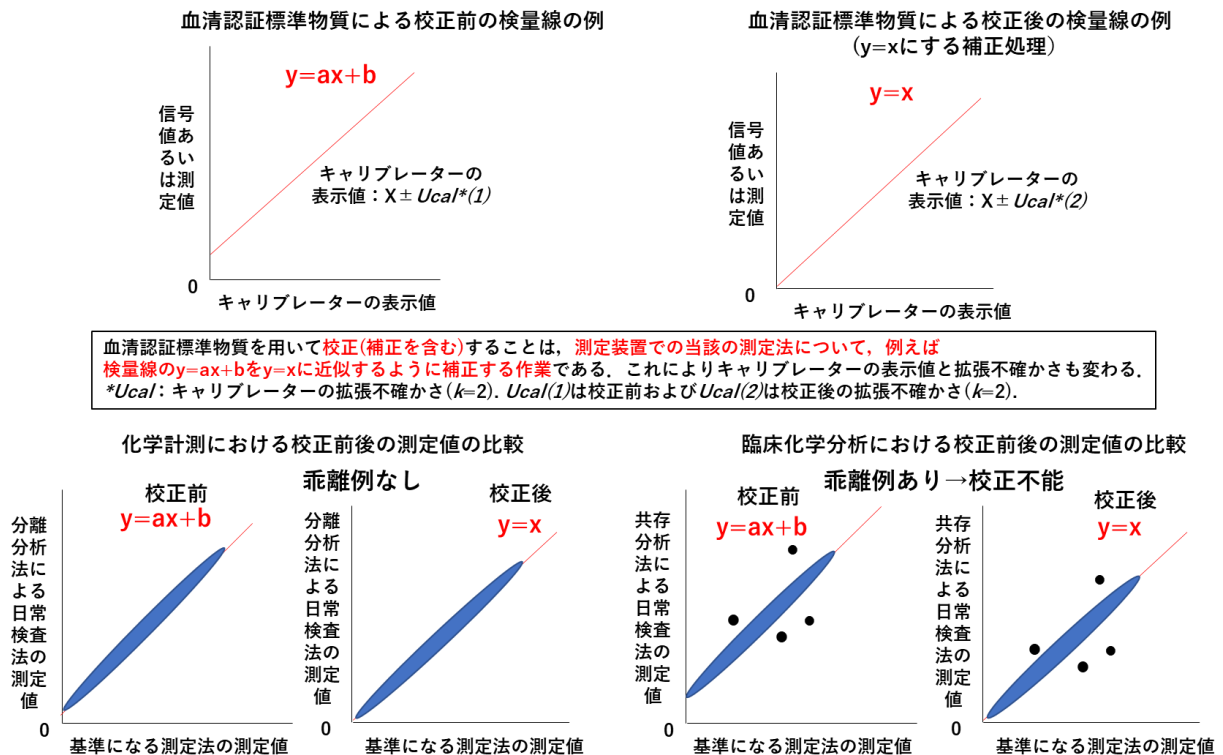 血清認証標準物質による校正前の検量線の例
y=ax+b
信号
値あ
るい
は測
定値
キャリブレーターの
表示値：X±Ucal*(1)
0
キャリブレーターの表示値
血清認証標準物質による校正後の検量線の例
(y=xにする補正処理)
y=x
信号
値あ
るい
は測
定値
キャリブレーターの
表示値：X±Ucal*(2)
0
キャリブレーターの表示値
血清認証標準物質を用いて校正(補正を含む)することは，測定装置での当該の測定法について，例えば
検量線のy=ax+bをy=xに近似するように補正する作業である．これによりキャリブレーターの表示値と拡張不確かさも変わる．
*Ucal：キャリブレーターの拡張不確かさ(k=2)．Ucal(1)は校正前およびUcal(2)は校正後の拡張不確かさ(k=2)．
化学計測における校正前後の測定値の比較
乖離例なし
校正前
y=ax+b
分離
分析
法に
よる
日常
検査
法の
測定
値
0
基準になる測定法の測定値
校正後
y=x
分離
分析
法に
よる
日常
検査
法の
測定
値
0
基準になる測定法の測定値
臨床化学分析における校正前後の測定値の比較
乖離例あり→校正不能
校正前
y=ax+b
共存
分析
法に
よる
日常
検査
法の
測定
値
0
基準になる測定法の測定値
校正後
y=x
共存
分析
法に
よる
日常
検査
法の
測定
値
0
基準になる測定法の測定値